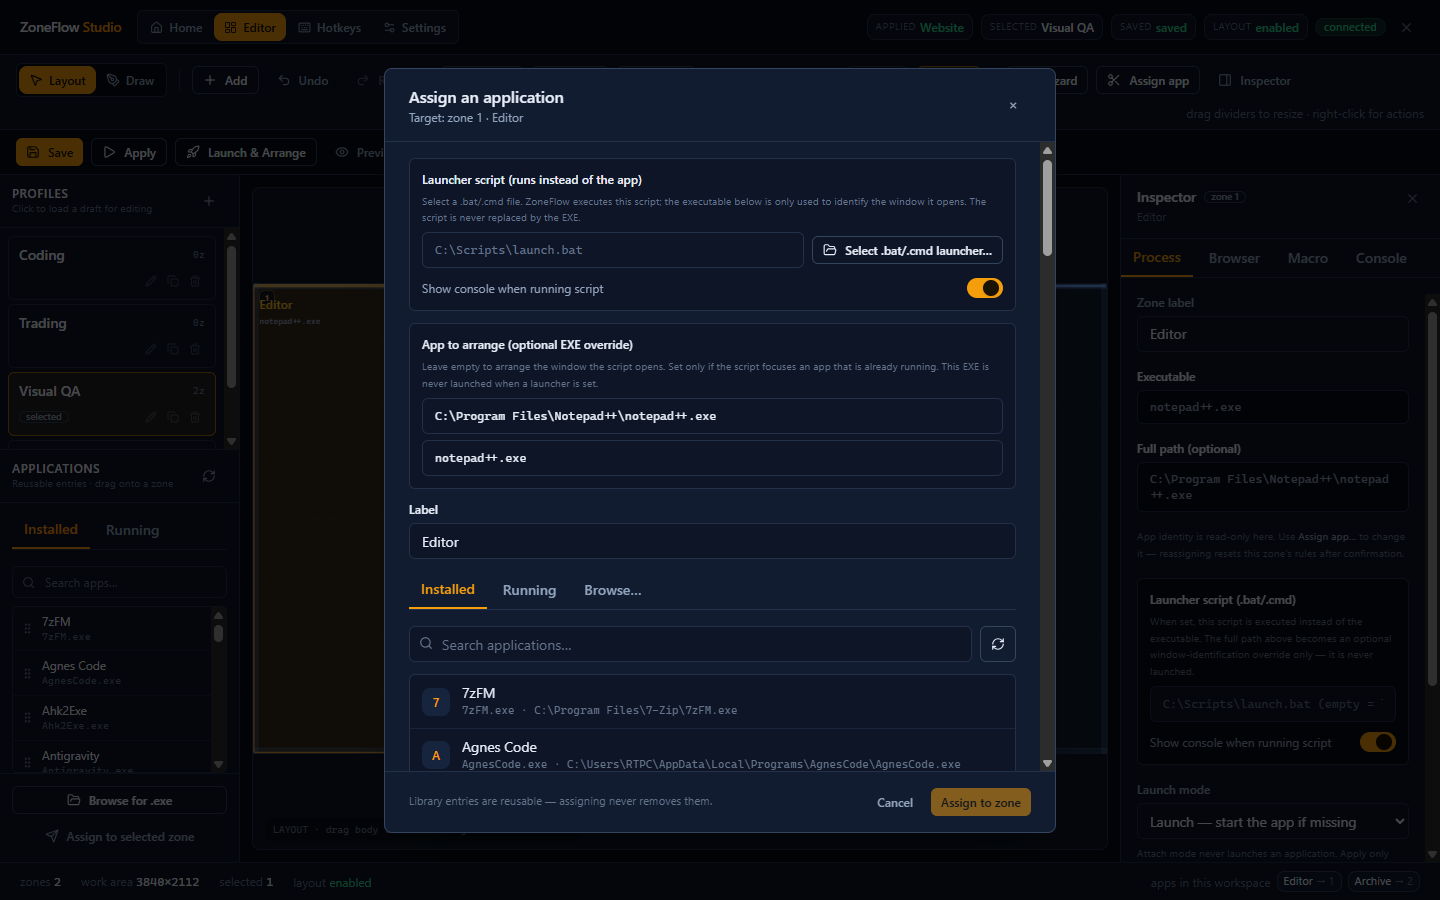 ZoneFlow Studio
Home
Editor
Hotkeys
Settings
APPLIED Website
SELECTED Visual QA
SAVED saved
LAYOUT enabled
connected
Layout
Draw
Add
Undo
Assign app
Inspector
drag dividers to resize · right-click for actions
Save
Apply
Launch & Arrange
PROFILES
Click to load a draft for editing
Coding
0z
Trading
0z
Visual QA
2z
selected
APPLICATIONS
Reusable entries · drag onto a zone
Installed
Running
Search apps...
7zFM
7zFM.exe
Agnes Code
AgnesCode.exe
Ahk2Exe
Ahk2Exe.exe
Antigravity
Antigravity.exe
Browse for .exe
Assign to selected zone
1
Editor
notepad++.exe
LAYOUT · drag body
Assign an application
Target: zone 1 · Editor
×
Launcher script (runs instead of the app)
Select a .bat/.cmd file. ZoneFlow executes this script; the executable below is only used to identify the window it opens. The
script is never replaced by the EXE.
C:\Scripts\launch.bat
Select .bat/.cmd launcher...
Show console when running script
App to arrange (optional EXE override)
Leave empty to arrange the window the script opens. Set only if the script focuses an app that is already running. This EXE is
never launched when a launcher is set.
C:\Program Files\Notepad++\notepad++.exe
notepad++.exe
Label
Editor
Installed
Running
Browse...
Search applications...
7
7zFM
7zFM.exe · C:\Program Files\7-Zip\7zFM.exe
A
Agnes Code
AgnesCode.exe · C:\Users\RTPC\AppData\Local\Programs\AgnesCode\AgnesCode.exe
Library entries are reusable — assigning never removes them.
Cancel
Assign to zone
Inspector
zone 1
Editor
Process
Browser
Macro
Console
Zone label
Editor
Executable
notepad++.exe
Full path (optional)
C:\Program Files\Notepad++\notepad
++.exe
App identity is read-only here. Use Assign app... to change
it — reassigning resets this zone's rules after confirmation.
Launcher script (.bat/.cmd)
When set, this script is executed instead of the
executable. The full path above becomes an optional
window-identification override only — it is never
launched.
C:\Scripts\launch.bat (empty =
Show console when running script
Launch mode
Launch — start the app if missing
Attach mode never launches an application. Apply only
zones 2
work area 3840×2112
selected 1
layout enabled
apps in this workspace
Editor → 1
Archive → 2